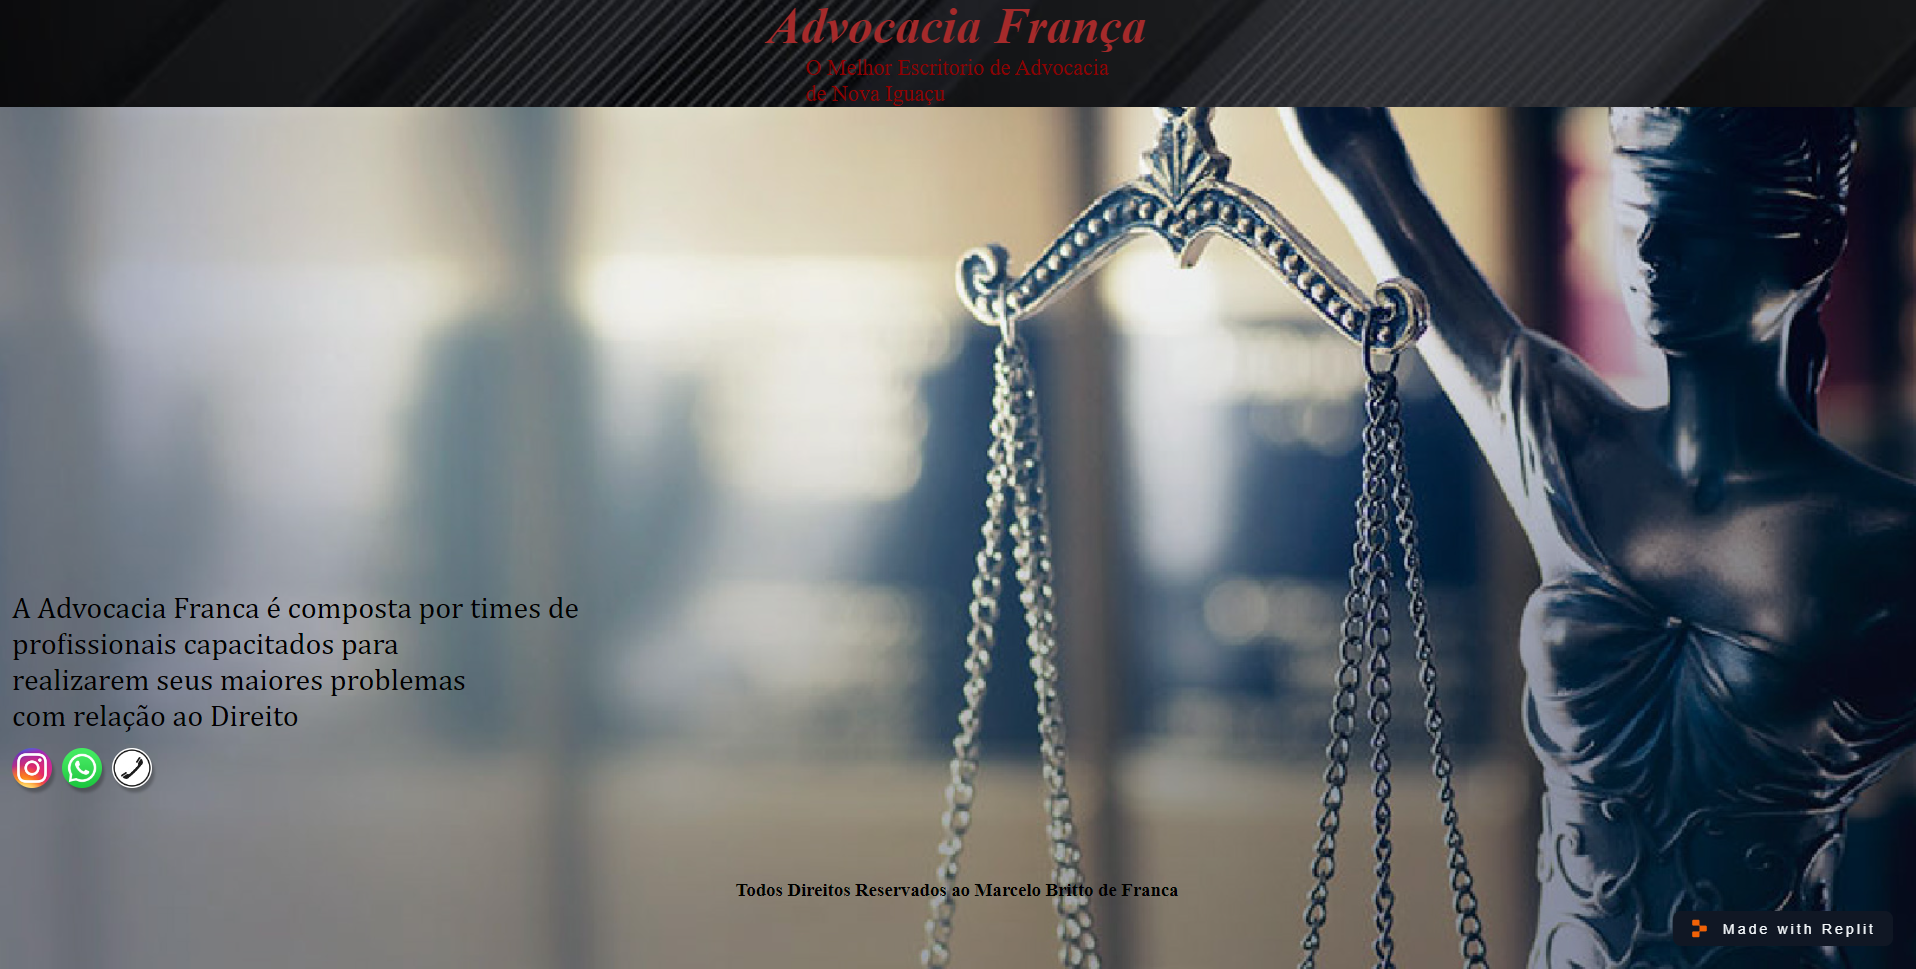 Advocacia França
O Melhor Escritorio de Advocacia
de Nova Iguaçu
A Advocacia Franca é composta por times de
profissionais capacitados para
realizarem seus maiores problemas
com relação ao Direito
Todos Direitos Reservados ao Marcelo Britto de Franca
Made with Replit